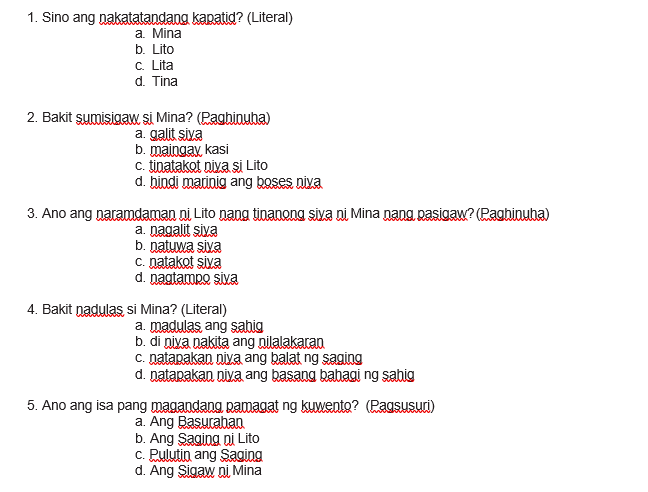 1. Sino ang nakatatandang kapatid? (Literal)
a. Mina
b. Lito
c. Lita
d. Tina
2. Bakit sumisigaw si Mina? (Paghinuha)
a. galit siya
b. maingay kasi
c. tinatakot niya si Lito
d. hindi marinig ang boses niya
3. Ano ang naramdaman ni Lito nang tinanong siya ni Mina nang pasigaw? (Paghinuha)
a. nagalit siya
b. natuwa siya
c. natakot siya
d. nagtampo siya
4. Bakit nadulas si Mina? (Literal)
a. madulas ang sahig
b. di niya nakita ang nilalakaran
c. natapakan niya ang balat ng saging
d. natapakan niya ang basang bahagi ng sahig
5. Ano ang isa pang magandang pamagat ng kuwento? (Pagsusuri)
a. Ang Basurahan
b. Ang Saging ni Lito
c. Pulutin ang Saging
d. Ang Sigaw ni Mina